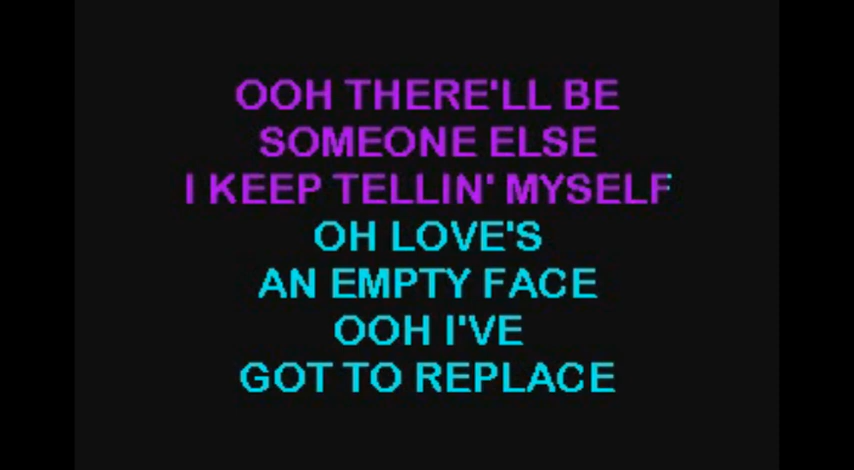 OOH THERE'LL BE
SOMEONE ELSE
I KEEP TELLIN' MYSELF
OH LOVE'S
AN EMPTY FACE
OOH I'VE
GOT TO REPLACE